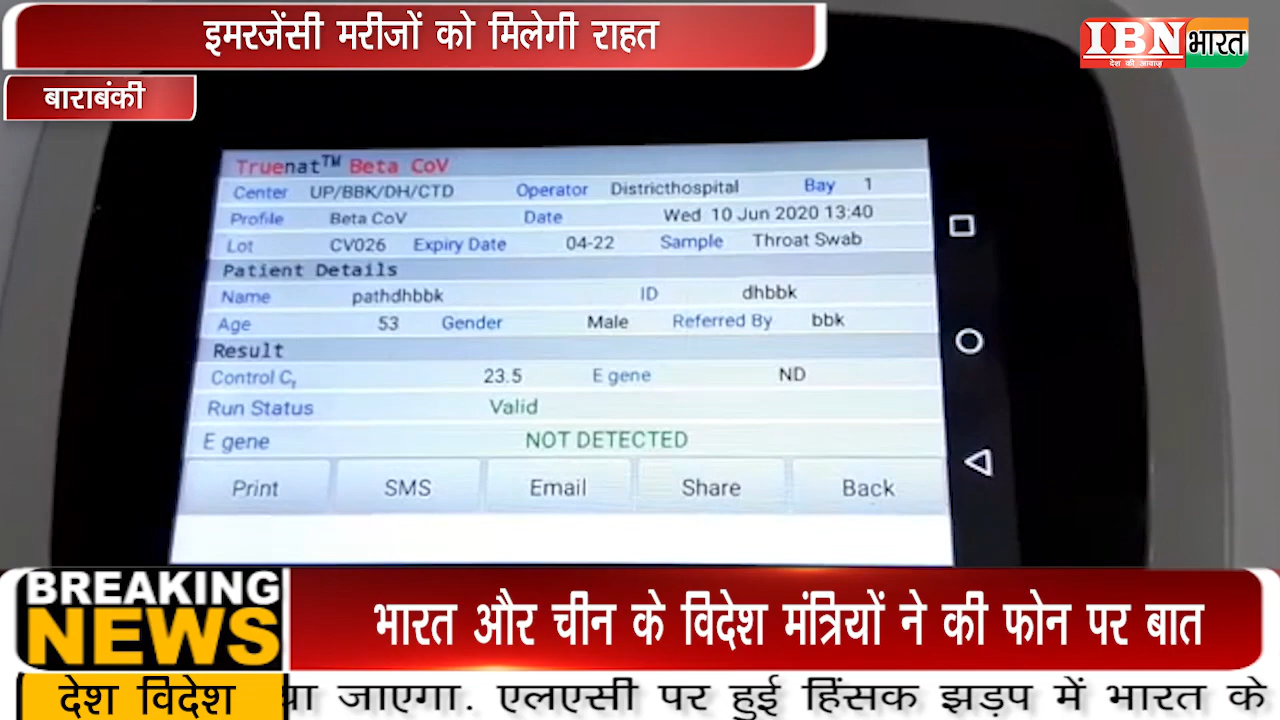 इमरजेंसी मरीजों को मिलेगी राहत
IBN भारत
देश की आवाज़
बाराबंकी
Truenat™ Beta CoV
Center UP/BBK/DH/CTD Operator Districthospital Bay 1
Profile Beta CoV Date Wed 10 Jun 2020 13:40
Lot CV026 Expiry Date 04-22 Sample Throat Swab
Patient Details
Name pathdhbbk ID dhbbk
Age 53 Gender Male Referred By bbk
Result
Control Ct 23.5 E gene ND
Run Status Valid
E gene NOT DETECTED
Print SMS Email Share Back
BREAKING
NEWS
भारत और चीन के विदेश मंत्रियों ने की फोन पर बात
देश विदेश
जाएगा. एलएसी पर हुई हिंसक झड़प में भारत के